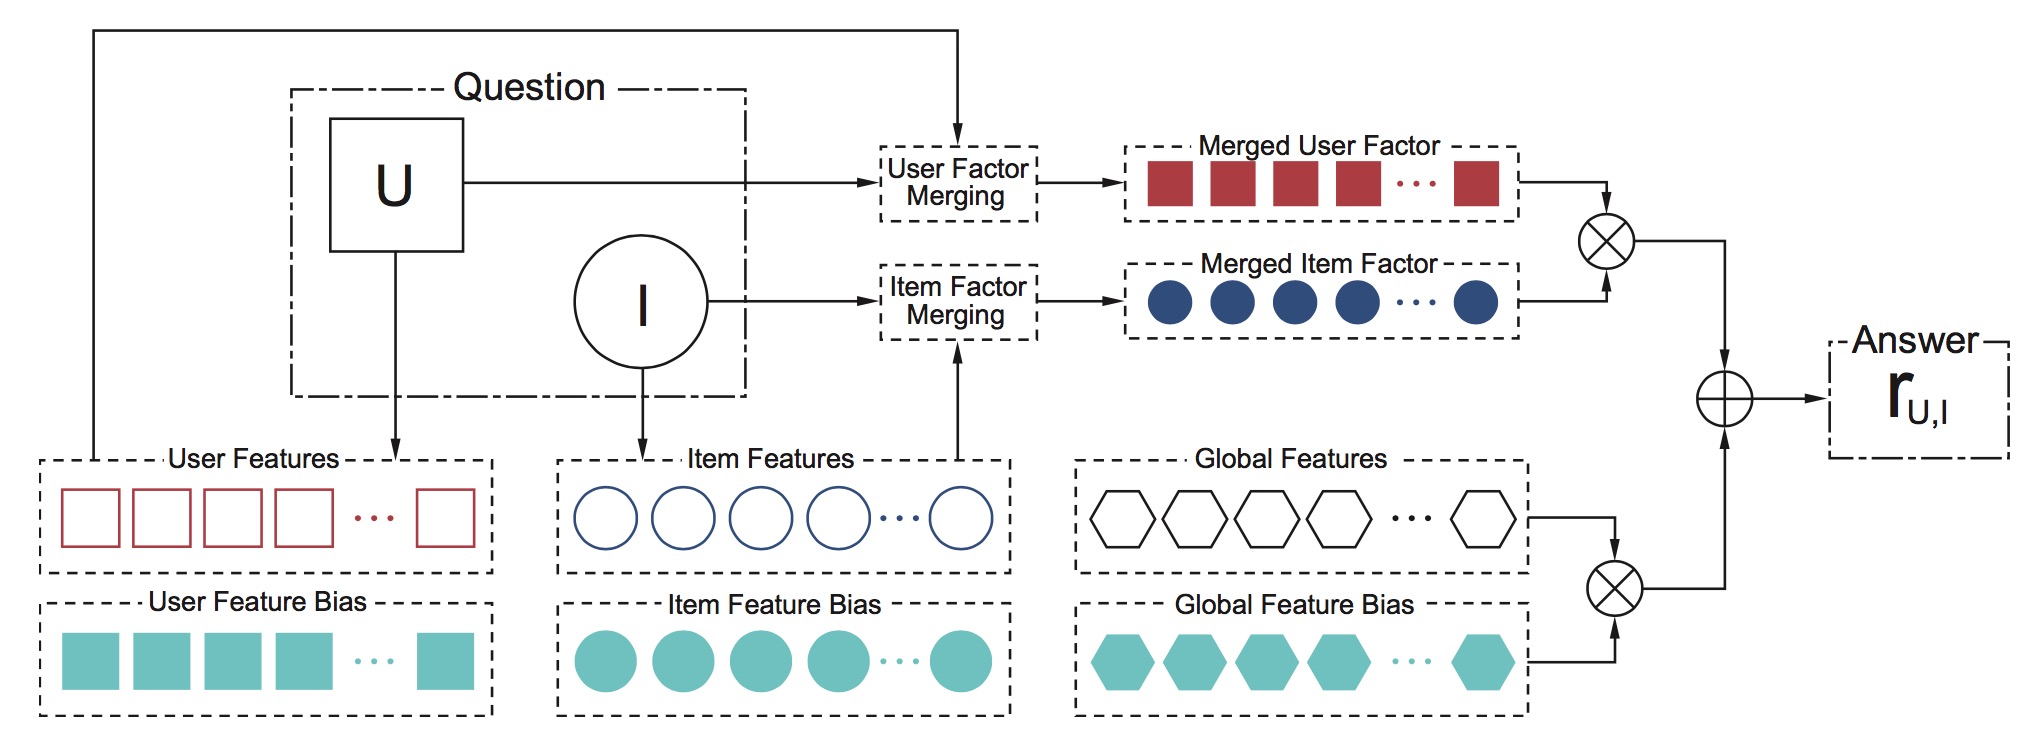 Question
U
I
User Factor
Merging
Item Factor
Merging
Merged User Factor
Merged Item Factor
Answer
rU,I
User Features
Item Features
Global Features
User Feature Bias
Item Feature Bias
Global Feature Bias